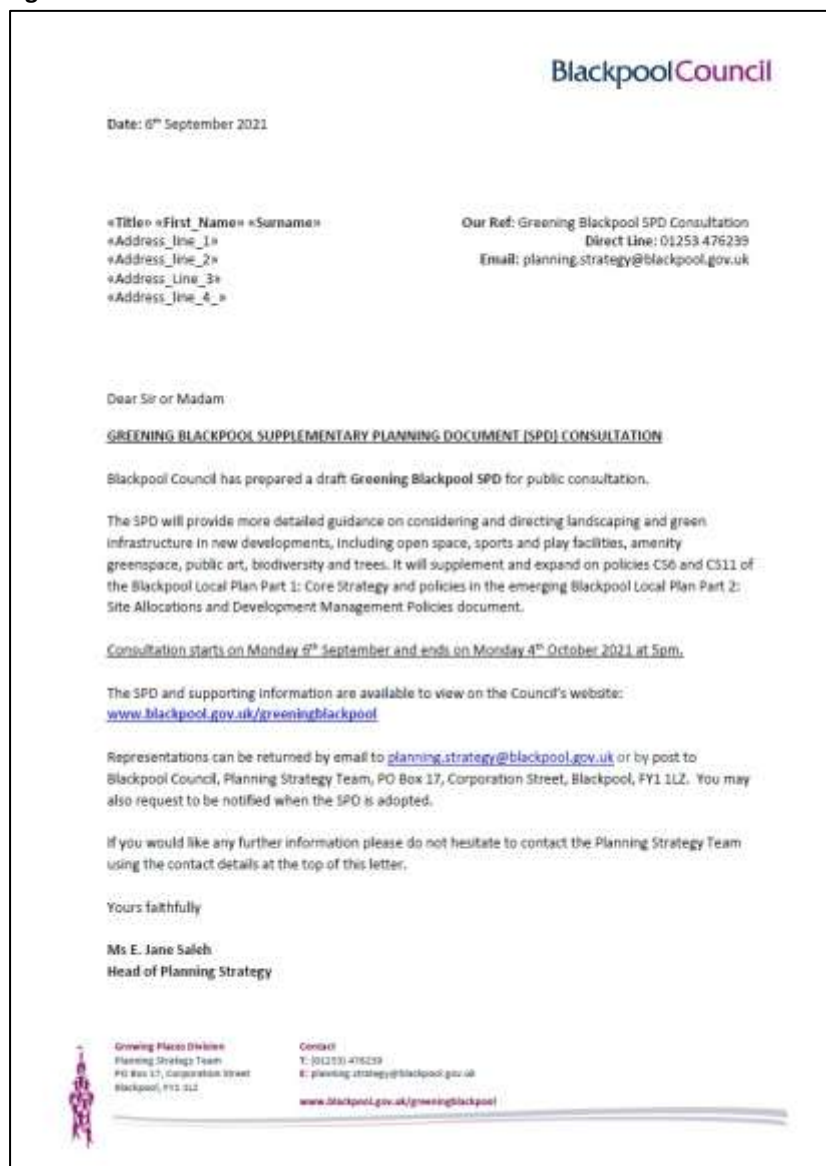 Blackpool Council
Date: 6th September 2021
«Title» «First_Name» «Surname»
«Address_line_1»
«Address_line_2»
«Address_Line_3»
«Address_line_4_»
Our Ref: Greening Blackpool SPD Consultation
Direct Line: 01253 476239
Email: planning.strategy@blackpool.gov.uk
Dear Sir or Madam
GREENING BLACKPOOL SUPPLEMENTARY PLANNING DOCUMENT (SPD) CONSULTATION
Blackpool Council has prepared a draft Greening Blackpool SPD for public consultation.
The SPD will provide more detailed guidance on considering and directing landscaping and green
infrastructure in new developments, including open space, sports and play facilities, amenity
greenspace, public art, biodiversity and trees. It will supplement and expand on policies CS6 and CS11 of
the Blackpool Local Plan Part 1: Core Strategy and policies in the emerging Blackpool Local Plan Part 2:
Site Allocations and Development Management Policies document.
Consultation starts on Monday 6th September and ends on Monday 4th October 2021 at 5pm.
The SPD and supporting information are available to view on the Council's website:
www.blackpool.gov.uk/greeningblackpool
Representations can be returned by email to planning.strategy@blackpool.gov.uk or by post to
Blackpool Council, Planning Strategy Team, PO Box 17, Corporation Street, Blackpool, FY1 1LZ. You may
also request to be notified when the SPD is adopted.
If you would like any further information please do not hesitate to contact the Planning Strategy Team
using the contact details at the top of this letter.
Yours faithfully
Ms E. Jane Saleh
Head of Planning Strategy
Growing Places Division
Planning Strategy Team
PO Box 17, Corporation Street
Blackpool, FY1 1LZ
Contact
T: (01253) 476239
E: planning.strategy@blackpool.gov.uk
www.blackpool.gov.uk/greeningblackpool